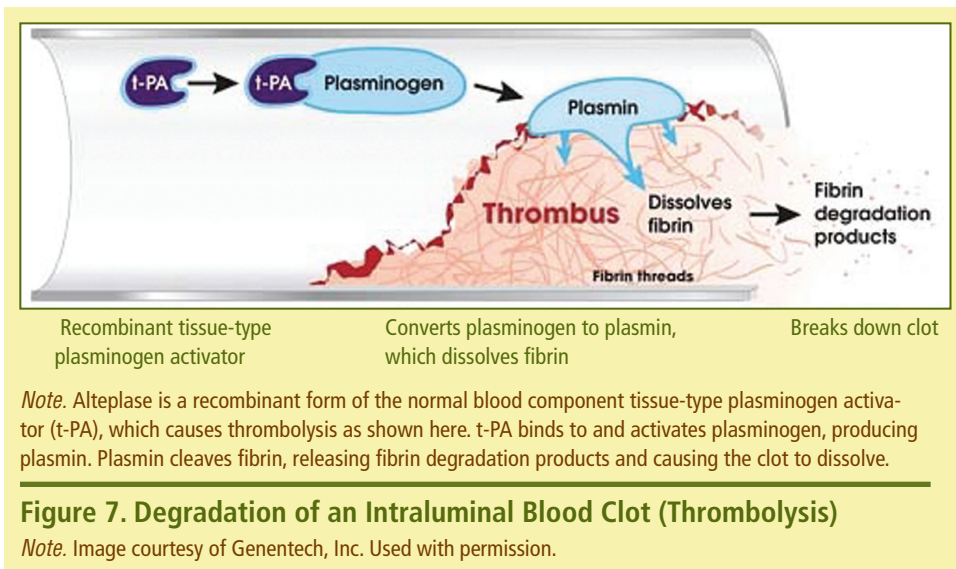 t-PA
t-PA Plasminogen
Plasmin
Thrombus
Dissolves
fibrin
Fibrin
degradation
products
Fibrin threads
Recombinant tissue-type
plasminogen activator
Converts plasminogen to plasmin,
which dissolves fibrin
Breaks down clot
Note. Alteplase is a recombinant form of the normal blood component tissue-type plasminogen activa-
tor (t-PA), which causes thrombolysis as shown here. t-PA binds to and activates plasminogen, producing
plasmin. Plasmin cleaves fibrin, releasing fibrin degradation products and causing the clot to dissolve.
Figure 7. Degradation of an Intraluminal Blood Clot (Thrombolysis)
Note. Image courtesy of Genentech, Inc. Used with permission.